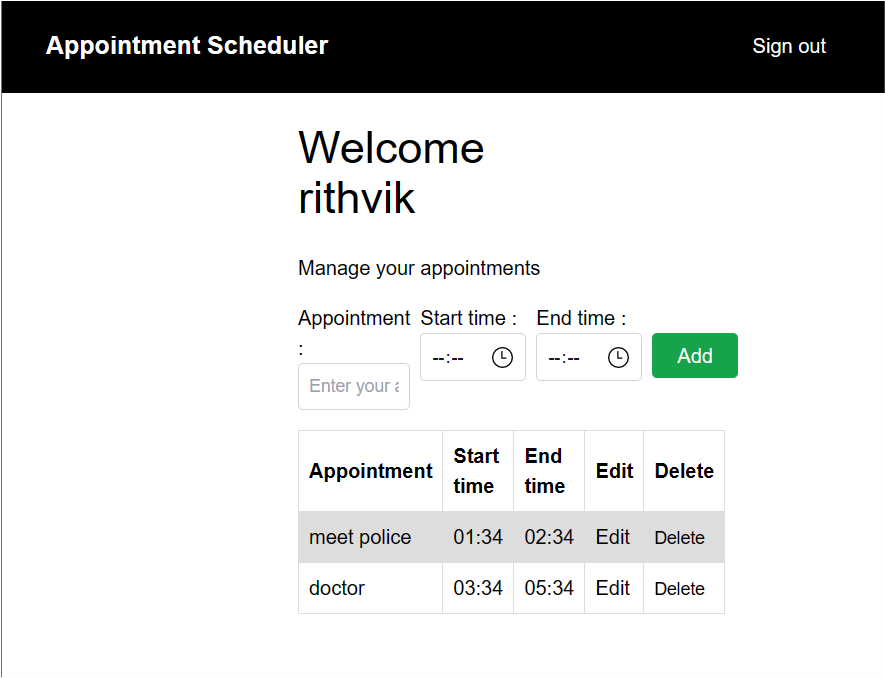 Appointment Scheduler Sign out
Welcome
rithvik
Manage your appointments
Appointment Start time : End time :
:
--:-- --:-- Add
Enter your a
Appointment Start time End time Edit Delete
meet police 01:34 02:34 Edit Delete
doctor 03:34 05:34 Edit Delete